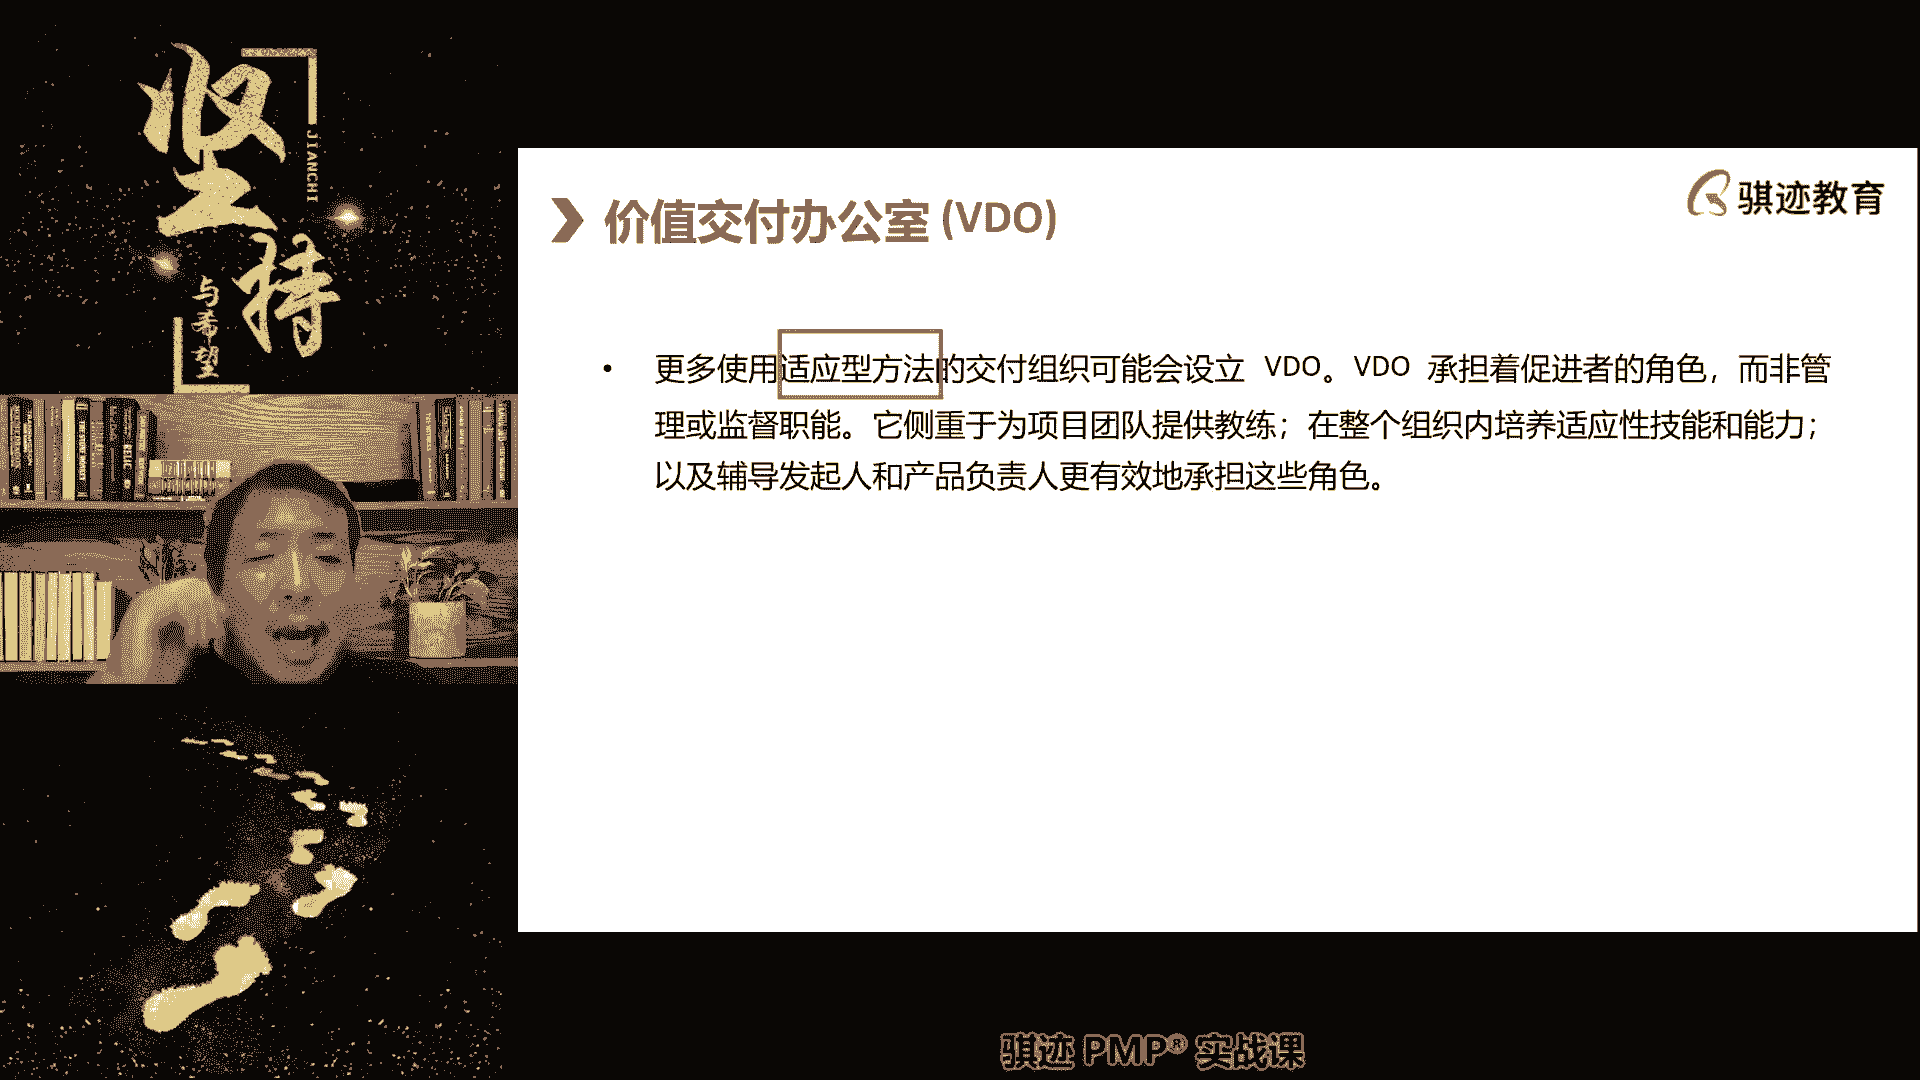 坚持
JIANCHI
与希望
骐迹教育
价值交付办公室 (VDO)
• 更多使用适应型方法的交付组织可能会设立 VDO。VDO 承担着促进者的角色，而非管
理或监督职能。它侧重于为项目团队提供教练；在整个组织内培养适应性技能和能力；
以及辅导发起人和产品负责人更有效地承担这些角色。
骐迹 PMP® 实战课